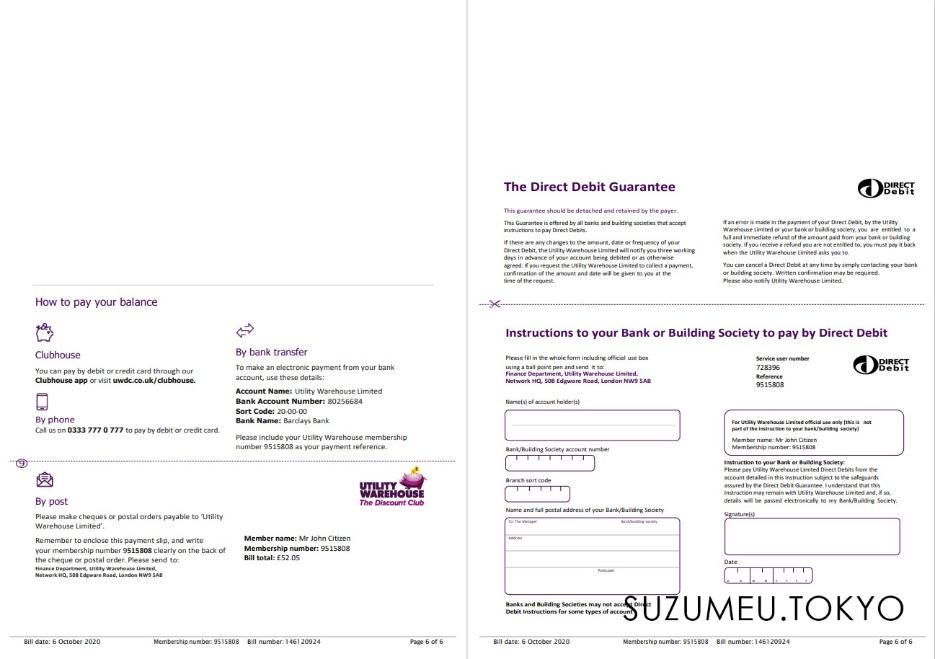 How to pay your balance
Clubhouse
You can pay by debit or credit card through our
Clubhouse app or visit uwdc.co.uk/clubhouse.
By phone
Call us on 0333 777 0 777 to pay by debit or credit card.
By bank transfer
To make an electronic payment from your bank
account, use these details:
Account Name: Utility Warehouse Limited
Bank Account Number: 80256684
Sort Code: 20-00-00
Bank Name: Barclays Bank
Please include your Utility Warehouse membership
number 9515808 as your payment reference.
By post
Please make cheques or postal orders payable to 'Utility
Warehouse Limited'.
Remember to enclose this payment slip, and write
your membership number 9515808 clearly on the back of
the cheque or postal order. Please send to:
Finance Department, Utility Warehouse Limited,
Network HQ, 508 Edgware Road, London NW9 5AB
UTILITY
WAREHOUSE
The Discount Club
Member name: Mr John Citizen
Membership number: 9515808
Bill total: £52.05
Bill date: 6 October 2020 Membership number: 9515808 Bill number: 146120924 Page 6 of 6
The Direct Debit Guarantee
DIRECT
Debit
This guarantee should be detached and retained by the payer.
This Guarantee is offered by all banks and building societies that accept
instructions to pay Direct Debits.
If there are any changes to the amount, date or frequency of your
Direct Debit, the Utility Warehouse Limited will notify you three working
days in advance of your account being debited or as otherwise
agreed. If you request the Utility Warehouse Limited to collect a payment,
confirmation of the amount and date will be given to you at the
time of the request.
If an error is made in the payment of your Direct Debit, by the Utility
Warehouse Limited or your bank or building society, you are entitled to a
full and immediate refund of the amount paid from your bank or building
society. If you receive a refund you are not entitled to, you must pay it back
when the Utility Warehouse Limited asks you to.
You can cancel a Direct Debit at any time by simply contacting your bank
or building society. Written confirmation may be required.
Please also notify Utility Warehouse Limited.
Instructions to your Bank or Building Society to pay by Direct Debit
Please fill in the whole form including official use box
using a ball point pen and send it to:
Finance Department, Utility Warehouse Limited,
Network HQ, 508 Edgware Road, London NW9 5AB
Service user number
728396
Reference
9515808
DIRECT
Debit
Name(s) of account holder(s)
Bank/Building Society account number
Branch sort code
Name and full postal address of your Bank/Building Society
To: The Manager Bank/building society
Address
Postcode
Banks and Building Societies may not accept Direct
Debit Instructions for some types of account
For Utility Warehouse Limited official use only (this is not
part of the instruction to your bank/building society)
Member name: Mr John Citizen
Membership number: 9515808
Instruction to your Bank or Building Society:
Please pay Utility Warehouse Limited Direct Debits from the
account detailed in this Instruction subject to the safeguards
assured by the Direct Debit Guarantee I understand that this
Instruction may remain with Utility Warehouse Limited and, if so,
details will be passed electronically to my Bank/Building Society.
Signature(s)
Date
SUZUMEU.TOKYO
Bill date: 6 October 2020 Membership number: 9515808 Bill number: 146120924 Page 6 of 6